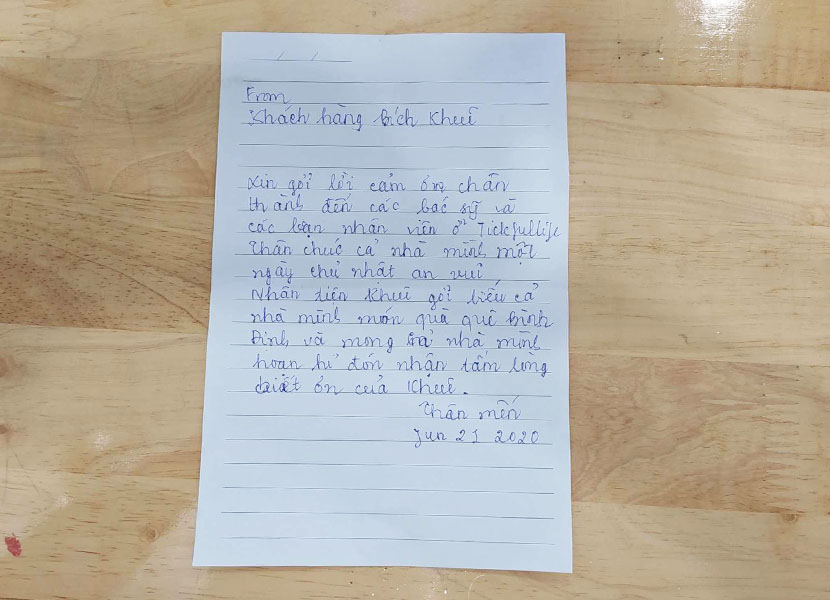 From
Khách hàng Bích Khuê
Xin gởi lời cảm ơn chân
thành đến các bác sỹ và
các bạn nhân viên ở Tickfullife
Thân chúc cả nhà mình một
ngày chủ nhật an vui
Nhân tiện Khuê gởi biếu cả
nhà mình món quà quê Bình
Định và mong cả nhà mình
hoan hỉ đón nhận tấm lòng
biết ơn của Khuê.
Thân mến
Jun 21 2020